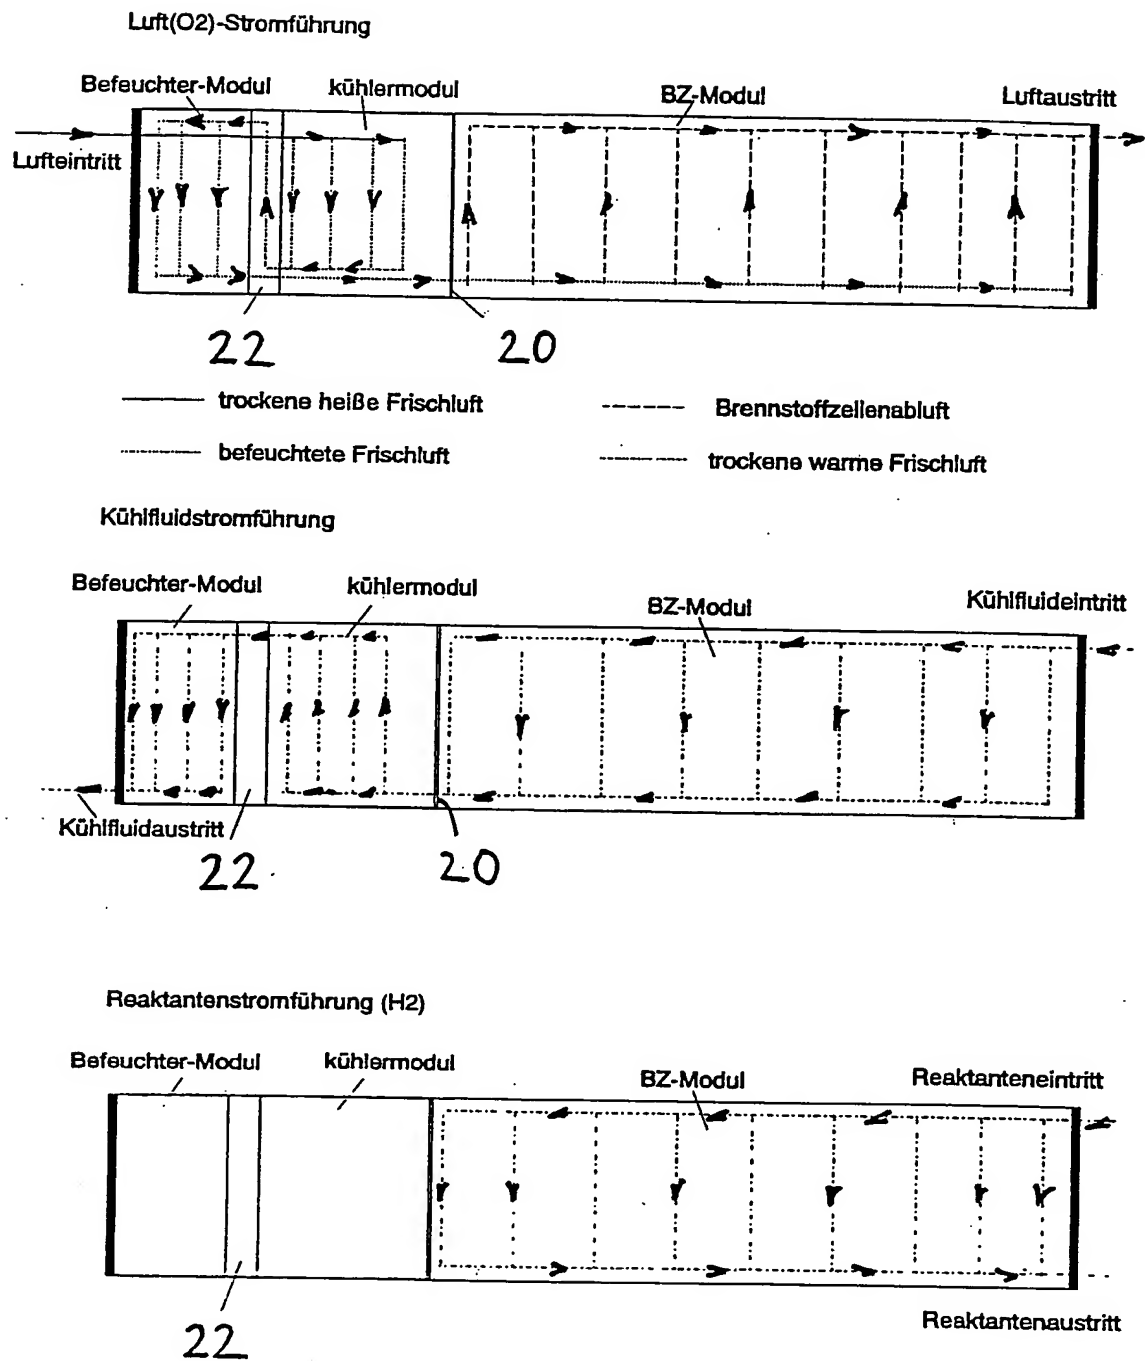 Luft(O2)-Stromführung
Befeuchter-Modul kühlermodul BZ-Modul Luftaustritt
Lufteintritt
22 20
trockene heiße Frischluft Brennstoffzellenabluft
befeuchtete Frischluft trockene warme Frischluft
Kühlfluidstromführung
Befeuchter-Modul kühlermodul BZ-Modul Kühlfluideintritt
Kühlfluidaustritt
22 20
Reaktantenstromführung (H2)
Befeuchter-Modul kühlermodul BZ-Modul Reaktanteneintritt
Reaktantenaustritt
22